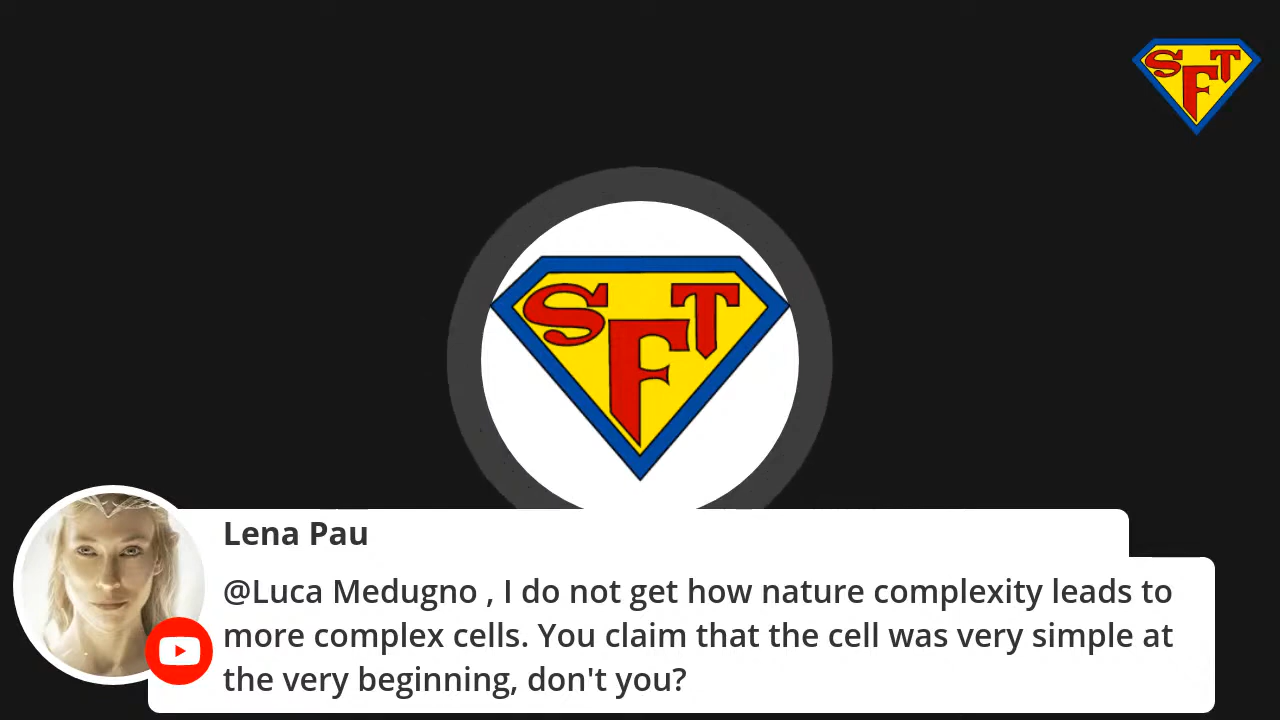 SFT
SFT
Lena Pau
@Luca Medugno , I do not get how nature complexity leads to
more complex cells. You claim that the cell was very simple at
the very beginning, don't you?